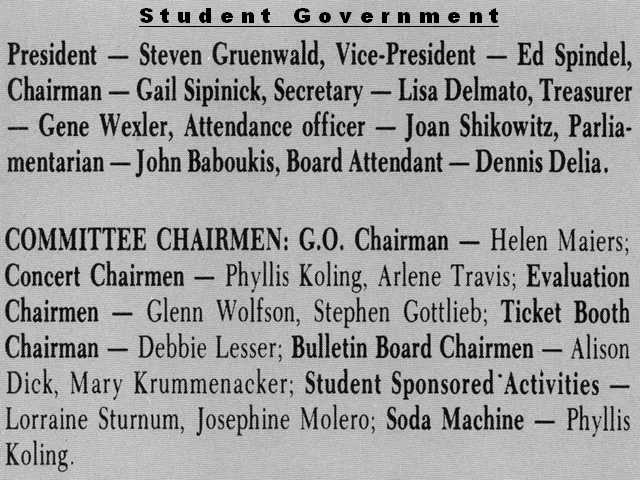 Student Government
President — Steven Gruenwald, Vice-President — Ed Spindel,
Chairman — Gail Sipinick, Secretary — Lisa Delmato, Treasurer
— Gene Wexler, Attendance officer — Joan Shikowitz, Parlia-
mentarian — John Baboukis, Board Attendant — Dennis Delia.
COMMITTEE CHAIRMEN: G.O. Chairman — Helen Maiers;
Concert Chairmen — Phyllis Koling, Arlene Travis; Evaluation
Chairmen — Glenn Wolfson, Stephen Gottlieb; Ticket Booth
Chairman — Debbie Lesser; Bulletin Board Chairmen — Alison
Dick, Mary Krummenacker; Student Sponsored Activities —
Lorraine Sturnum, Josephine Molero; Soda Machine — Phyllis
Koling.